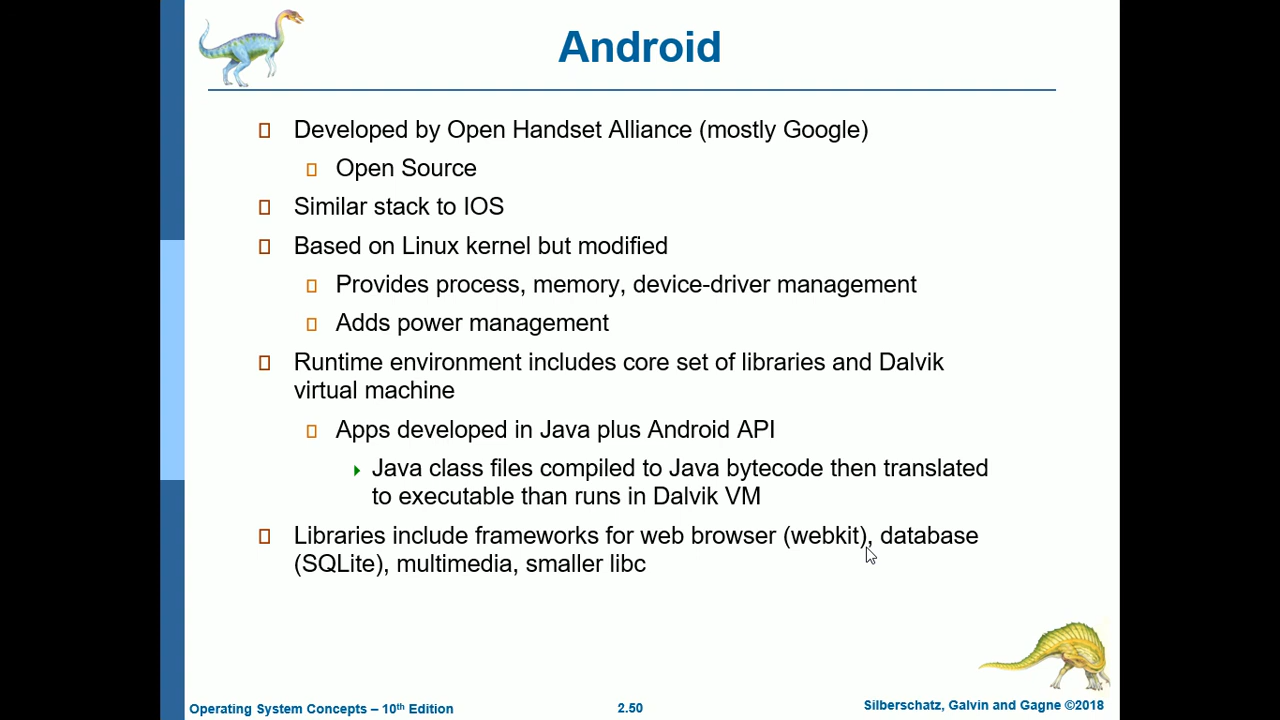 Android
Developed by Open Handset Alliance (mostly Google)
Open Source
Similar stack to IOS
Based on Linux kernel but modified
Provides process, memory, device-driver management
Adds power management
Runtime environment includes core set of libraries and Dalvik
virtual machine
Apps developed in Java plus Android API
Java class files compiled to Java bytecode then translated
to executable than runs in Dalvik VM
Libraries include frameworks for web browser (webkit), database
(SQLite), multimedia, smaller libc
Operating System Concepts – 10th Edition
2.50
Silberschatz, Galvin and Gagne ©2018